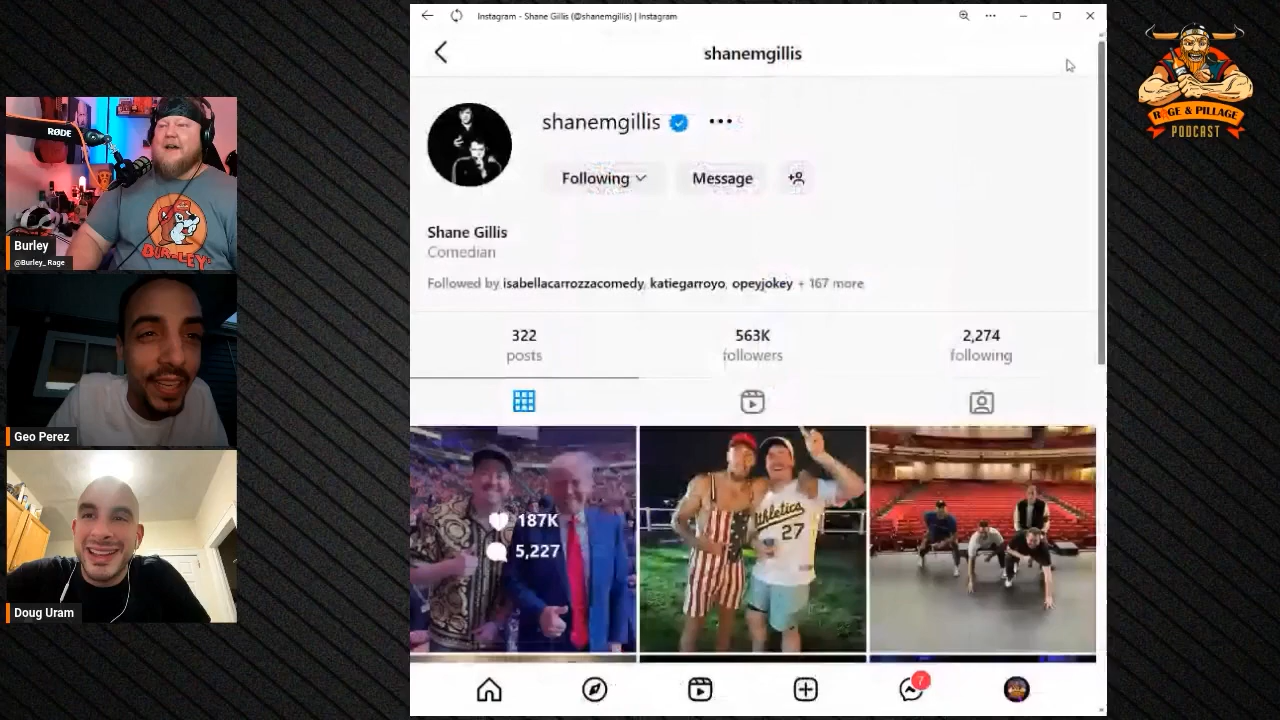 Instagram - Shane Gillis (@shanemgillis) | Instagram
shanemgillis
shanemgillis
Following
Message
Shane Gillis
Comedian
Followed by isabellacarrozzacomedy, katiegarroyo, opeyjokey + 167 more
322
563K
2,274
posts
followers
following
187K
5,227
Athletics
27
7
RØDE
BUR-LEY'S
Burley
@Burley_Rage
Geo Perez
Doug Uram
RAGE & PILLAGE
PODCAST